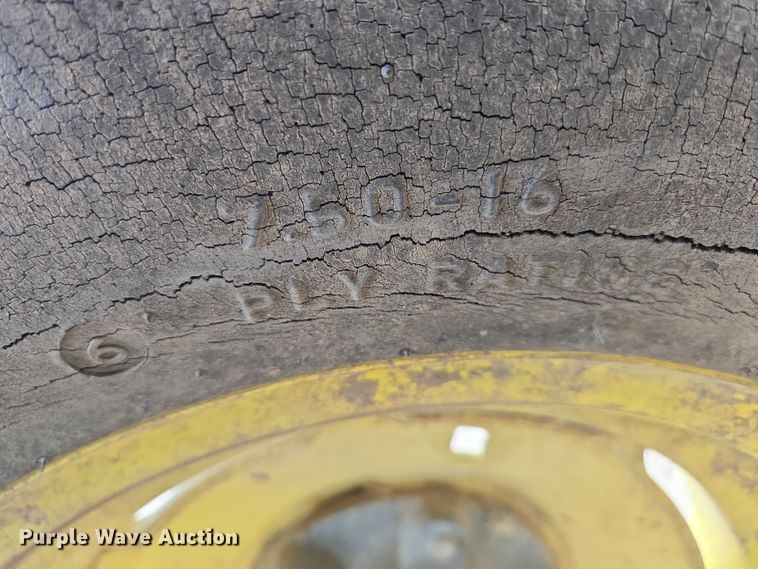 7.50-16
6 PLY RATING
Purple Wave Auction